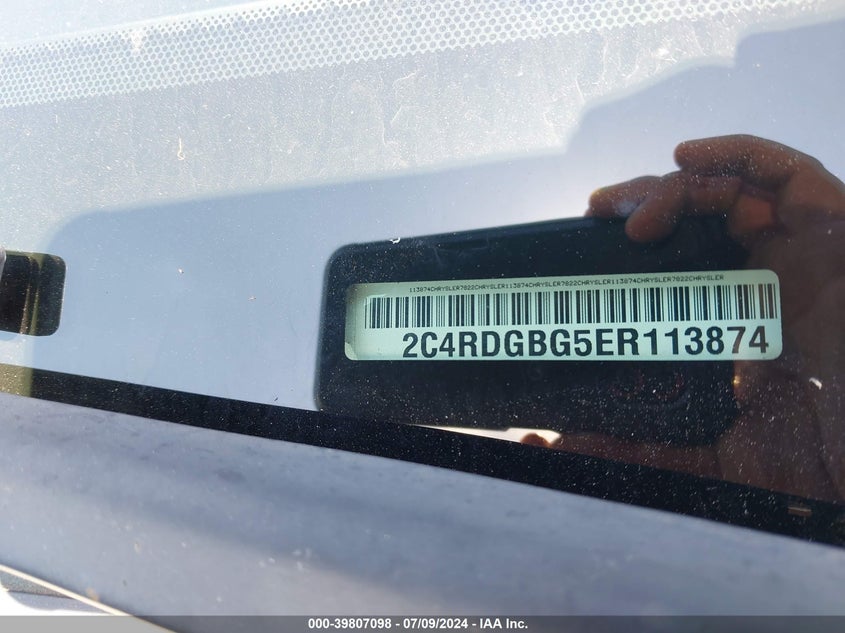 113874CHRYSLER7022CHRYSLER113874CHRYSLER7022CHRYSLER113874CHRYSLER7022CHRYSLER
2C4RDGBG5ER113874
000-39807098 - 07/09/2024 - IAA Inc.